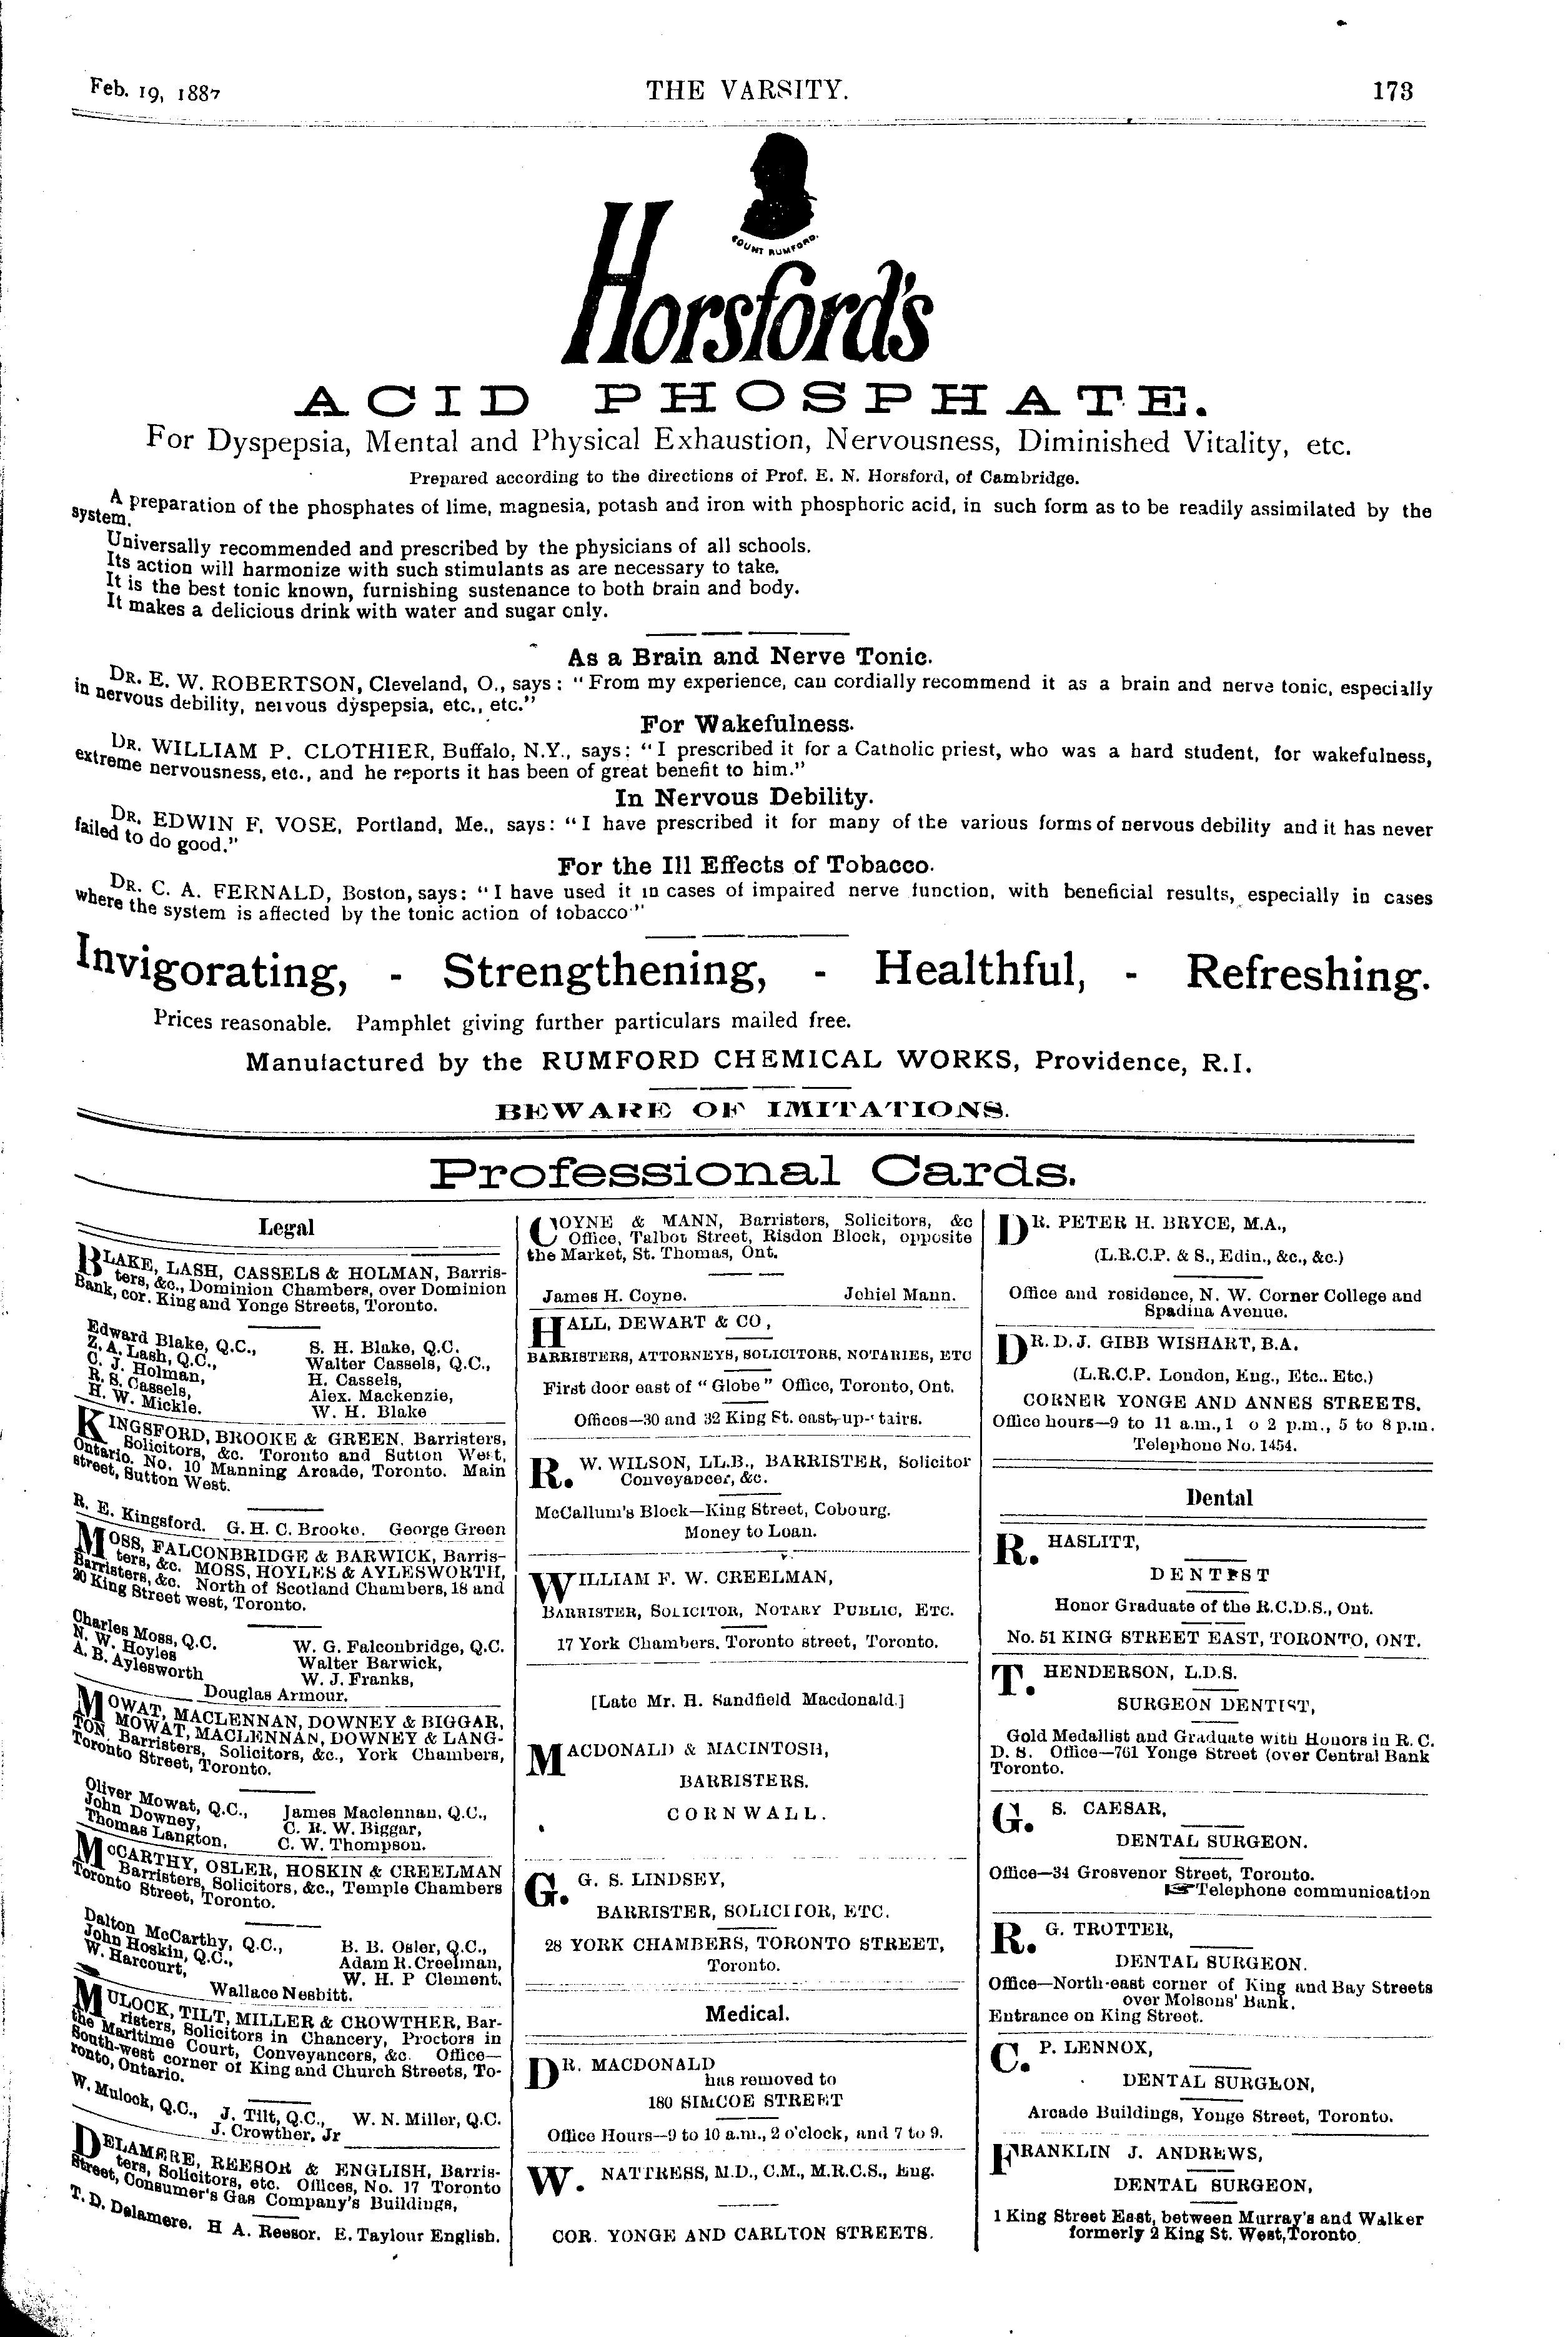 Feb. 19, 1887
THE VARSITY.
173
COUNT RUMFORD.
Horsford's
ACID PHOSPHATE.
For Dyspepsia, Mental and Physical Exhaustion, Nervousness, Diminished Vitality, etc.
Prepared according to the directions of Prof. E. N. Horsford, of Cambridge.
A preparation of the phosphates of lime, magnesia, potash and iron with phosphoric acid, in such form as to be readily assimilated by the
system.
Universally recommended and prescribed by the physicians of all schools.
Its action will harmonize with such stimulants as are necessary to take.
It is the best tonic known, furnishing sustenance to both brain and body.
It makes a delicious drink with water and sugar only.
As a Brain and Nerve Tonic.
DR. E. W. ROBERTSON, Cleveland, O., says: "From my experience, can cordially recommend it as a brain and nerve tonic, especially
in nervous debility, nervous dyspepsia, etc., etc."
For Wakefulness.
DR. WILLIAM P. CLOTHIER, Buffalo, N.Y., says: "I prescribed it for a Catholic priest, who was a hard student, for wakefulness,
extreme nervousness, etc., and he reports it has been of great benefit to him."
In Nervous Debility.
DR. EDWIN F. VOSE, Portland, Me., says: "I have prescribed it for many of the various forms of nervous debility and it has never
failed to do good."
For the Ill Effects of Tobacco.
DR. C. A. FERNALD, Boston, says: "I have used it in cases of impaired nerve function, with beneficial results, especially in cases
where the system is affected by the tonic action of tobacco."
Invigorating, - Strengthening, - Healthful, - Refreshing.
Prices reasonable. Pamphlet giving further particulars mailed free.
Manufactured by the RUMFORD CHEMICAL WORKS, Providence, R.I.
BEWARE OF IMITATIONS.
Professional Cards.
Legal
BLAKE, LASH, CASSELS & HOLMAN, Barris-
ters, &c., Dominion Chambers, over Dominion
Bank, cor. King and Yonge Streets, Toronto.
Edward Blake, Q.C., S. H. Blake, Q.C.
Z. A. Lash, Q.C., Walter Cassels, Q.C.,
C. J. Holman, H. Cassels,
R. S. Cassels, Alex. Mackenzie,
H. W. Mickle. W. H. Blake
KINGSFORD, BROOKE & GREEN, Barristers,
Solicitors, &c. Toronto and Sutton West,
Ontario. No. 10 Manning Arcade, Toronto. Main
street, Sutton West.
R. E. Kingsford. G. H. C. Brooke. George Green
MOSS, FALCONBRIDGE & BARWICK, Barris-
ters, &c. MOSS, HOYLES & AYLESWORTH,
Barristers, &c. North of Scotland Chambers, 18 and
20 King Street west, Toronto.
Charles Moss, Q.C. W. G. Falconbridge, Q.C.
N. W. Hoyles Walter Barwick,
A. B. Aylesworth W. J. Franks,
Douglas Armour.
MOWAT, MACLENNAN, DOWNEY & BIGGAR,
MOWAT, MACLENNAN, DOWNEY & LANG-
TON, Barristers, Solicitors, &c., York Chambers,
Toronto Street, Toronto.
Oliver Mowat, Q.C., James Maclennan, Q.C.,
John Downey, C. R. W. Biggar,
Thomas Langton, C. W. Thompson.
McCARTHY, OSLER, HOSKIN & CREELMAN
Barristers, Solicitors, &c., Temple Chambers
Toronto Street, Toronto.
Dalton McCarthy, Q.C., B. B. Osler, Q.C.,
John Hoskin, Q.C., Adam R. Creelman,
W. Harcourt, W. H. P Clement,
Wallace Nesbitt.
MULOCK, TILT, MILLER & CROWTHER, Bar-
risters, Solicitors in Chancery, Proctors in
the Maritime Court, Conveyancers, &c. Office—
South-west corner of King and Church Streets, To-
ronto, Ontario.
W. Mulock, Q.C., J. Tilt, Q.C., W. N. Miller, Q.C.
J. Crowther, Jr
DELAMERE, REESOR & ENGLISH, Barris-
ters, Solicitors, etc. Offices, No. 17 Toronto
Street, Consumer's Gas Company's Buildings,
T. D. Delamere. H A. Reesor. E. Taylour English.
COYNE & MANN, Barristers, Solicitors, &c
Office, Talbot Street, Risdon Block, opposite
the Market, St. Thomas, Ont.
James H. Coyne. Jehiel Mann.
HALL, DEWART & CO,
BARRISTERS, ATTORNEYS, SOLICITORS, NOTARIES, ETC
First door east of "Globe" Office, Toronto, Ont.
Offices—30 and 32 King St. east, up-stairs.
R. W. WILSON, LL.B., BARRISTER, Solicitor
Conveyancer, &c.
McCallum's Block—King Street, Cobourg.
Money to Loan.
WILLIAM F. W. CREELMAN,
BARRISTER, SOLICITOR, NOTARY PUBLIC, ETC.
17 York Chambers. Toronto street, Toronto.
[Late Mr. H. Sandfield Macdonald.]
MACDONALD & MACINTOSH,
BARRISTERS.
CORNWALL.
G. G. S. LINDSEY,
BARRISTER, SOLICITOR, ETC.
28 YORK CHAMBERS, TORONTO STREET,
Toronto.
Medical.
DR. MACDONALD
has removed to
180 SIMCOE STREET
Office Hours—9 to 10 a.m., 2 o'clock, and 7 to 9.
W. NATTRESS, M.D., C.M., M.R.C.S., Eng.
COR. YONGE AND CARLTON STREETS.
DR. PETER H. BRYCE, M.A.,
(L.R.C.P. & S., Edin., &c., &c.)
Office and residence, N. W. Corner College and
Spadina Avenue.
DR. D. J. GIBB WISHART, B.A.
(L.R.C.P. London, Eng., Etc.. Etc.)
CORNER YONGE AND ANNES STREETS.
Office hours—9 to 11 a.m., 1 o 2 p.m., 5 to 8 p.m.
Telephone No. 1454.
Dental
R. HASLITT,
DENTIST
Honor Graduate of the R.C.D.S., Ont.
No. 51 KING STREET EAST, TORONTO, ONT.
T. HENDERSON, L.D.S.
SURGEON DENTIST,
Gold Medallist and Graduate with Honors in R. C.
D. S. Office—761 Yonge Street (over Central Bank
Toronto.
G. S. CAESAR,
DENTAL SURGEON.
Office—34 Grosvenor Street, Toronto.
☞Telephone communication
R. G. TROTTER,
DENTAL SURGEON.
Office—North-east corner of King and Bay Streets
over Molsons' Bank.
Entrance on King Street.
C. P. LENNOX,
DENTAL SURGEON,
Arcade Buildings, Yonge Street, Toronto.
FRANKLIN J. ANDREWS,
DENTAL SURGEON,
1 King Street East, between Murray's and Walker
formerly 2 King St. West, Toronto